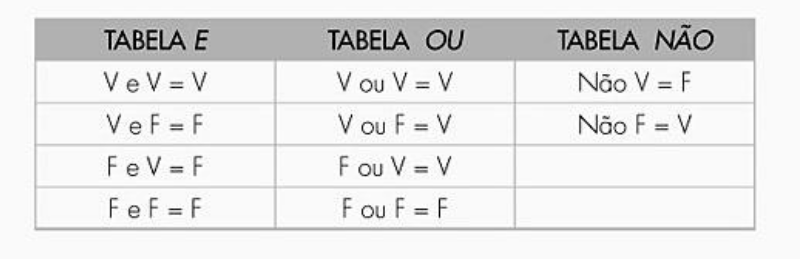 TABELA E TABELA OU TABELA NÃO
V e V = V V ou V = V Não V = F
V e F = F V ou F = V Não F = V
F e V = F F ou V = V
F e F = F F ou F = F